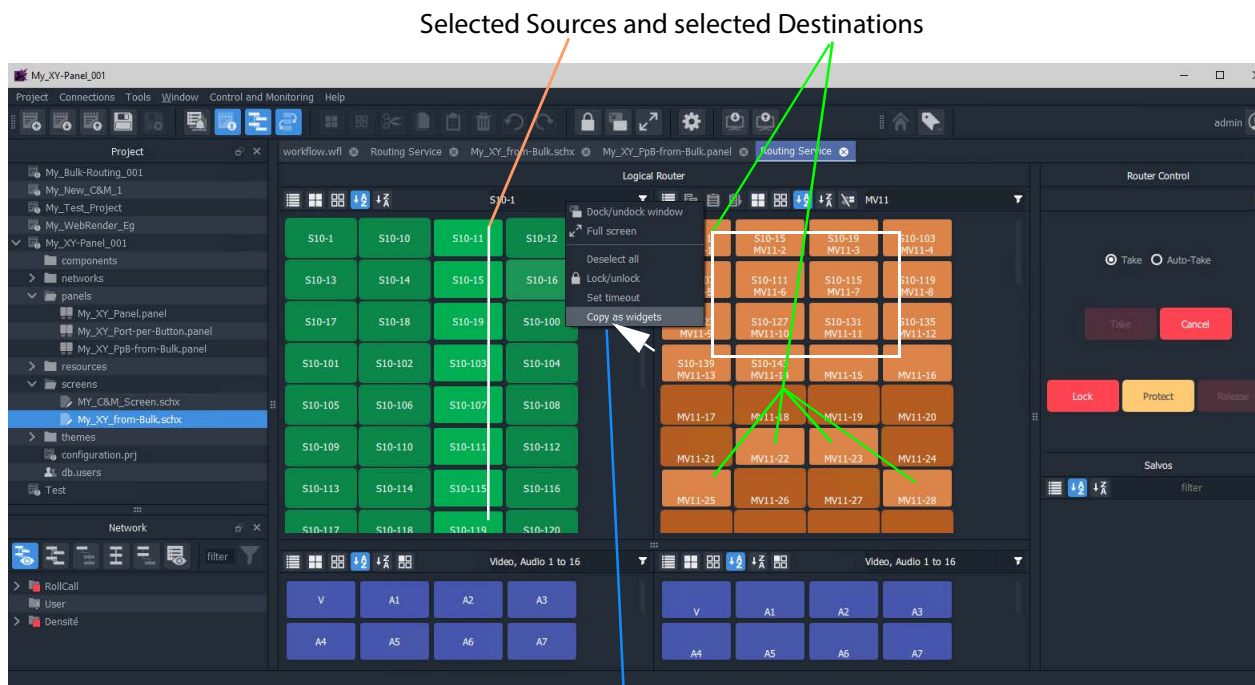 Selected Sources and selected Destinations
My_XY-Panel_001
Project Connections Tools Window Control and Monitoring Help
admin
Project
workflow.wfl Routing Service My_XY_from-Bulk.schx My_XY_PpB-from-Bulk.panel Routing Service
My_Bulk-Routing_001
My_New_C&M_1
My_Test_Project
My_WebRender_Eg
My_XY-Panel_001
components
networks
panels
My_XY_Panel.panel
My_XY_Port-per-Button.panel
My_XY_PpB-from-Bulk.panel
resources
screens
MY_C&M_Screen.schx
My_XY_from-Bulk.schx
themes
configuration.prj
db.users
Test
Network
filter
RollCall
User
Densité
Logical Router
S10-1
S10-1 S10-10 S10-11 S10-12
S10-13 S10-14 S10-15 S10-16
S10-17 S10-18 S10-19 S10-100
S10-101 S10-102 S10-103 S10-104
S10-105 S10-106 S10-107 S10-108
S10-109 S10-110 S10-111 S10-112
S10-113 S10-114 S10-115 S10-116
S10-117 S10-118 S10-119 S10-120
Dock/undock window
Full screen
Deselect all
Lock/unlock
Set timeout
Copy as widgets
MV11
S10-15 S10-19 S10-103
MV11-2 MV11-3 MV11-4
S10-111 S10-115 S10-119
MV11-6 MV11-7 MV11-8
S10-127 S10-131 S10-135
MV11-9 MV11-10 MV11-11 MV11-12
S10-139 S10-143
MV11-13 MV11-14 MV11-15 MV11-16
MV11-17 MV11-18 MV11-19 MV11-20
MV11-21 MV11-22 MV11-23 MV11-24
MV11-25 MV11-26 MV11-27 MV11-28
Video, Audio 1 to 16
V A1 A2 A3
A4 A5 A6 A7
Video, Audio 1 to 16
V A1 A2 A3
A4 A5 A6 A7
Router Control
Take Auto-Take
Take Cancel
Lock Protect Release
Salvos
filter